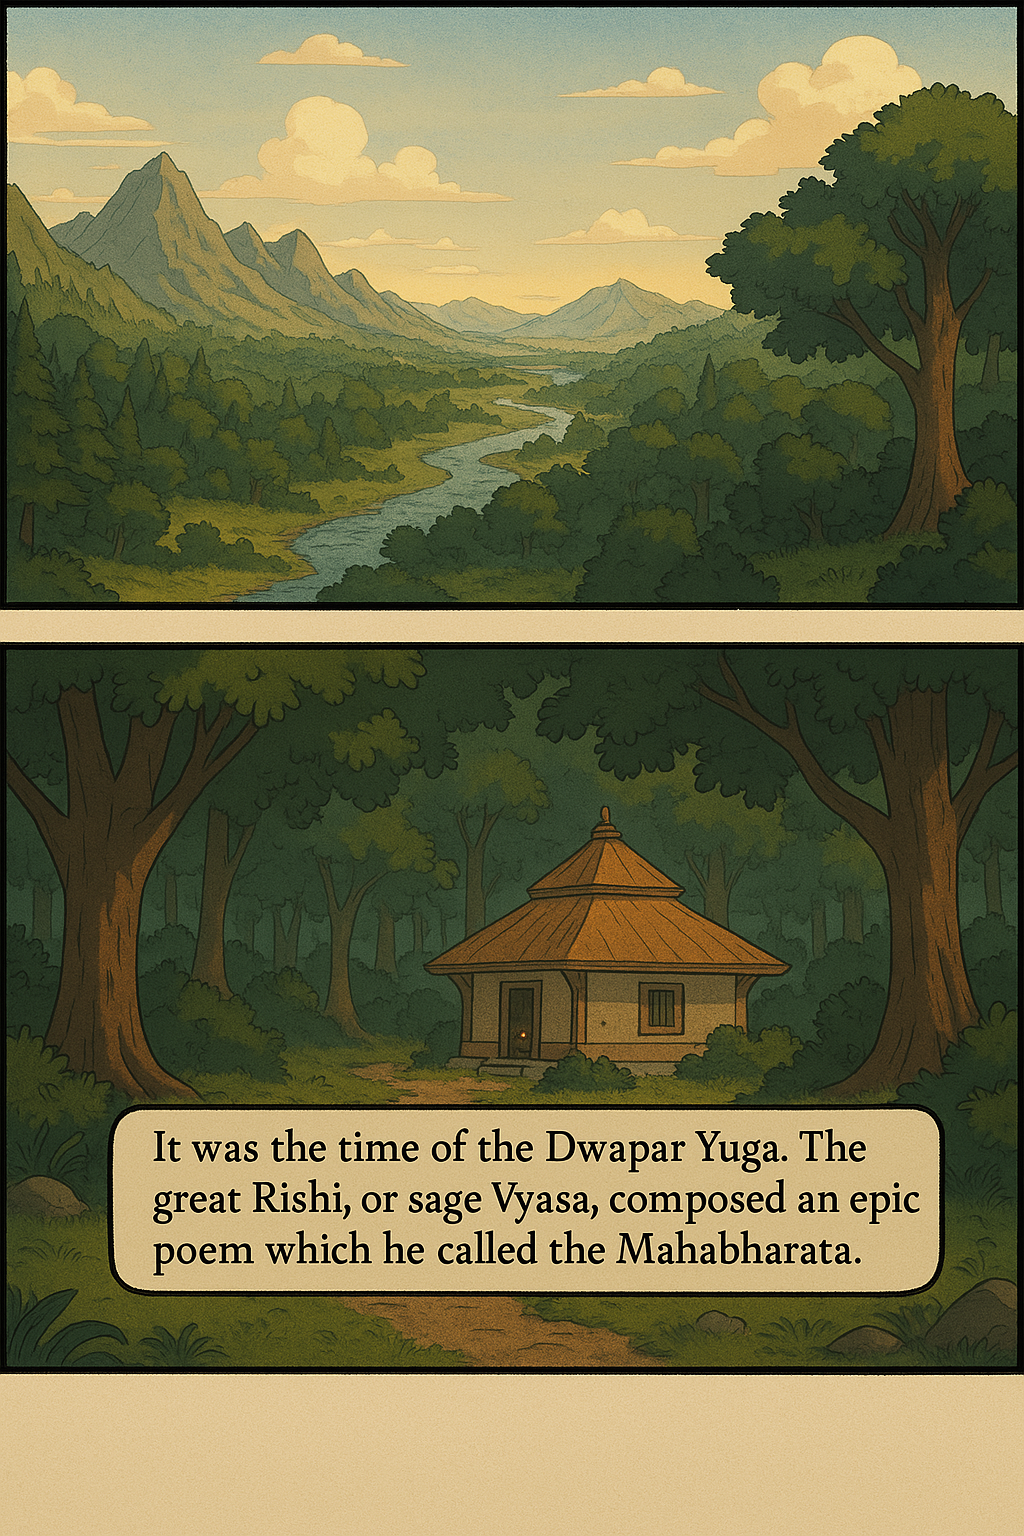 It was the time of the Dwapar Yuga. The
great Rishi, or sage Vyasa, composed an epic
poem which he called the Mahabharata.